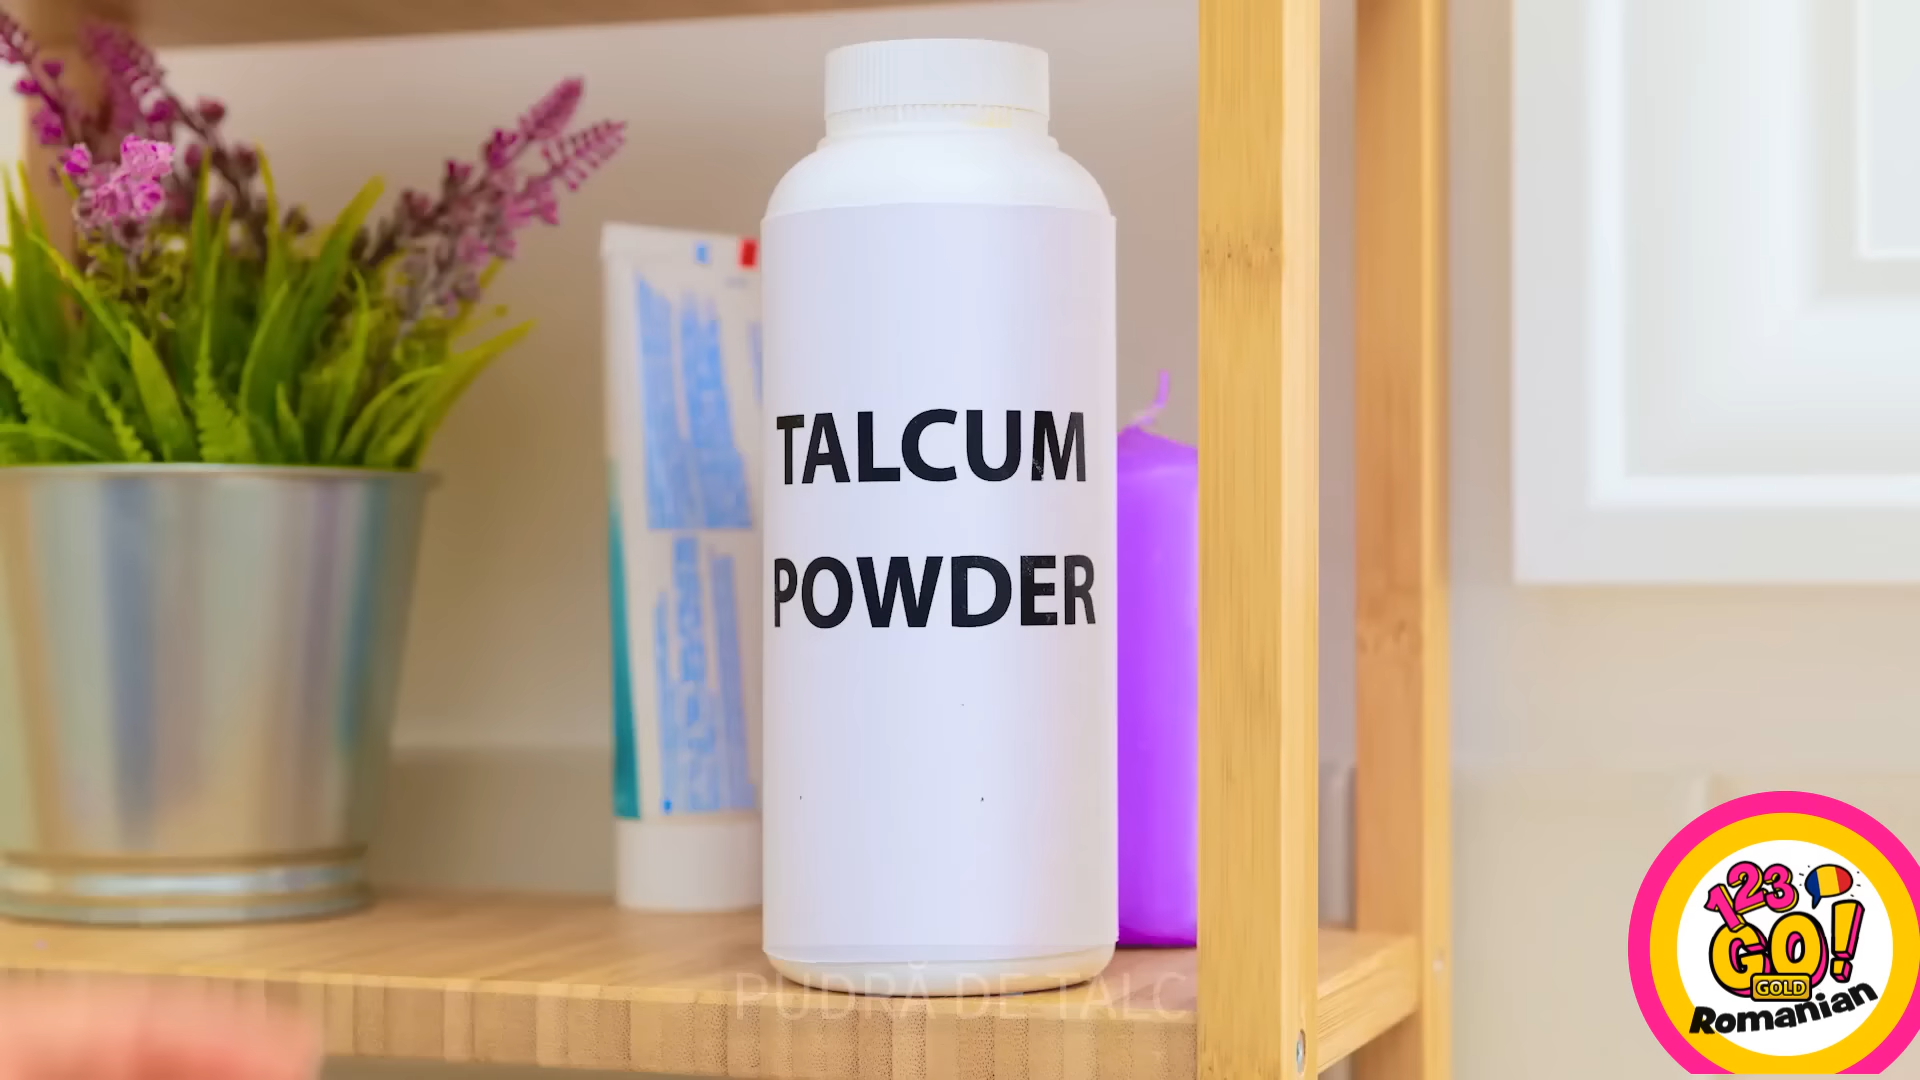 TALCUM
POWDER
PUDRĂ DE TALC
123
GO!
GOLD
Romanian